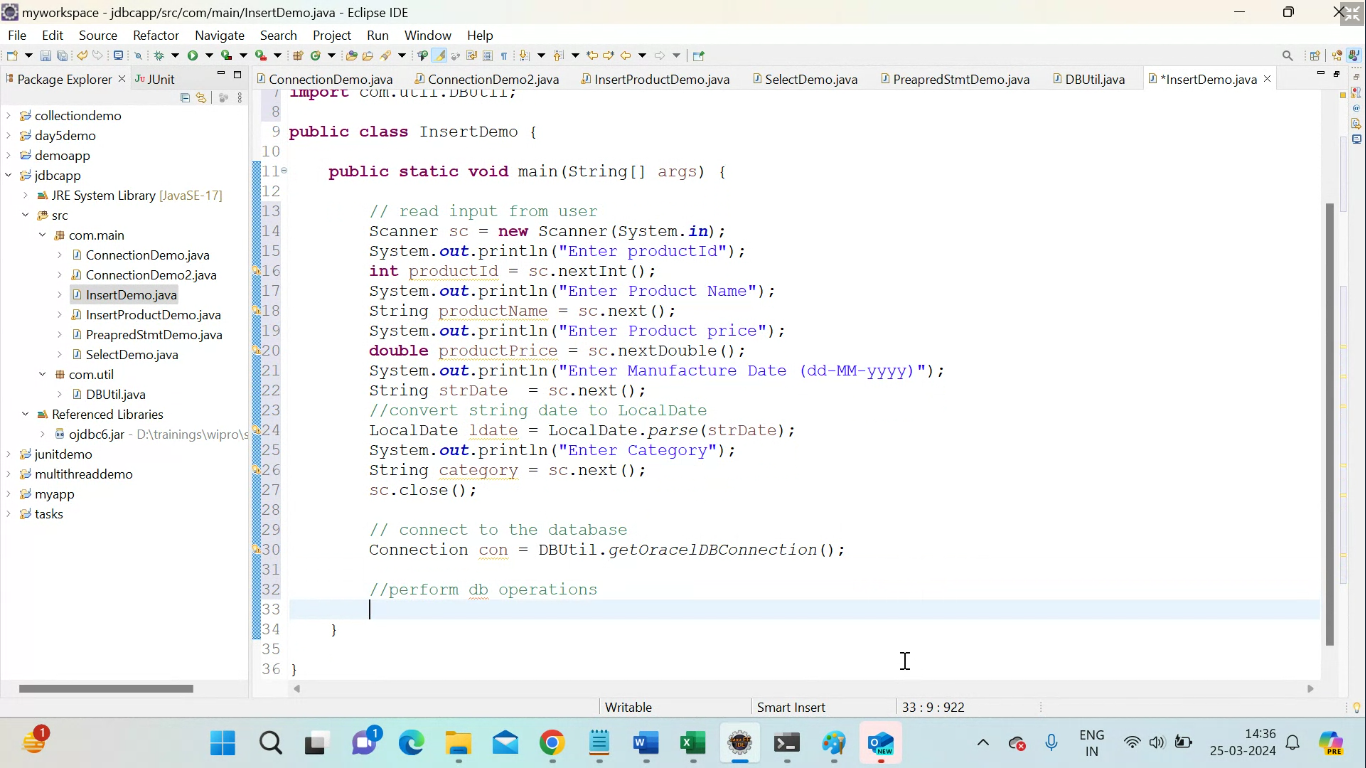 myworkspace - jdbcapp/src/com/main/InsertDemo.java - Eclipse IDE
File Edit Source Refactor Navigate Search Project Run Window Help
Package Explorer JUnit
ConnectionDemo.java ConnectionDemo2.java InsertProductDemo.java SelectDemo.java PreapredStmtDemo.java DBUtil.java *InsertDemo.java
collectiondemo
day5demo
demoapp
jdbcapp
JRE System Library [JavaSE-17]
src
com.main
ConnectionDemo.java
ConnectionDemo2.java
InsertDemo.java
InsertProductDemo.java
PreapredStmtDemo.java
SelectDemo.java
com.util
DBUtil.java
Referenced Libraries
ojdbc6.jar - D:\trainings\wipro\s
junitdemo
multithreaddemo
myapp
tasks
7 import com.util.DBUtil;
8
9 public class InsertDemo {
10
11 public static void main(String[] args) {
12
13 // read input from user
14 Scanner sc = new Scanner(System.in);
15 System.out.println("Enter productId");
16 int productId = sc.nextInt();
17 System.out.println("Enter Product Name");
18 String productName = sc.next();
19 System.out.println("Enter Product price");
20 double productPrice = sc.nextDouble();
21 System.out.println("Enter Manufacture Date (dd-MM-yyyy)");
22 String strDate = sc.next();
23 //convert string date to LocalDate
24 LocalDate ldate = LocalDate.parse(strDate);
25 System.out.println("Enter Category");
26 String category = sc.next();
27 sc.close();
28
29 // connect to the database
30 Connection con = DBUtil.getOracelDBConnection();
31
32 //perform db operations
33
34 }
35
36 }
Writable Smart Insert 33 : 9 : 922
1 1 NEW ENG 14:36 PRE
IN 25-03-2024